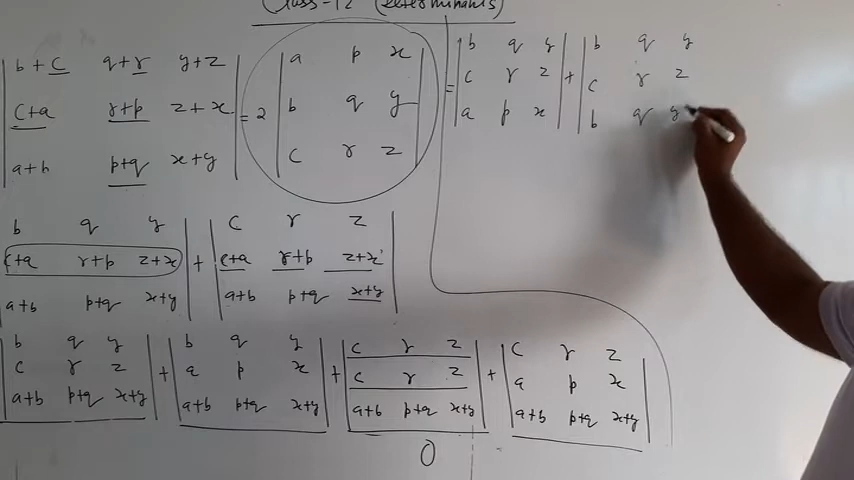 Class-12 (Determinants)
| b+c q+r y+z |
| c+a r+p z+x | = 2
| a+b p+q x+y |
| a p x |
| b q y |
| c r z |
= | b q y | + | b q y
| c r z | + | c r z
| a p x | | b q y
b q y | | c r z |
c+a r+p z+x | + | c+a r+p z+x |
a+b p+q x+y | | a+b p+q x+y |
| b q y | + | b q y | + | c r z | + | c r z |
| c r z | | a p x | | c r z | | a p x |
| a+b p+q x+y | | a+b p+q x+y | | a+b p+q x+y | | a+b p+q x+y |
0